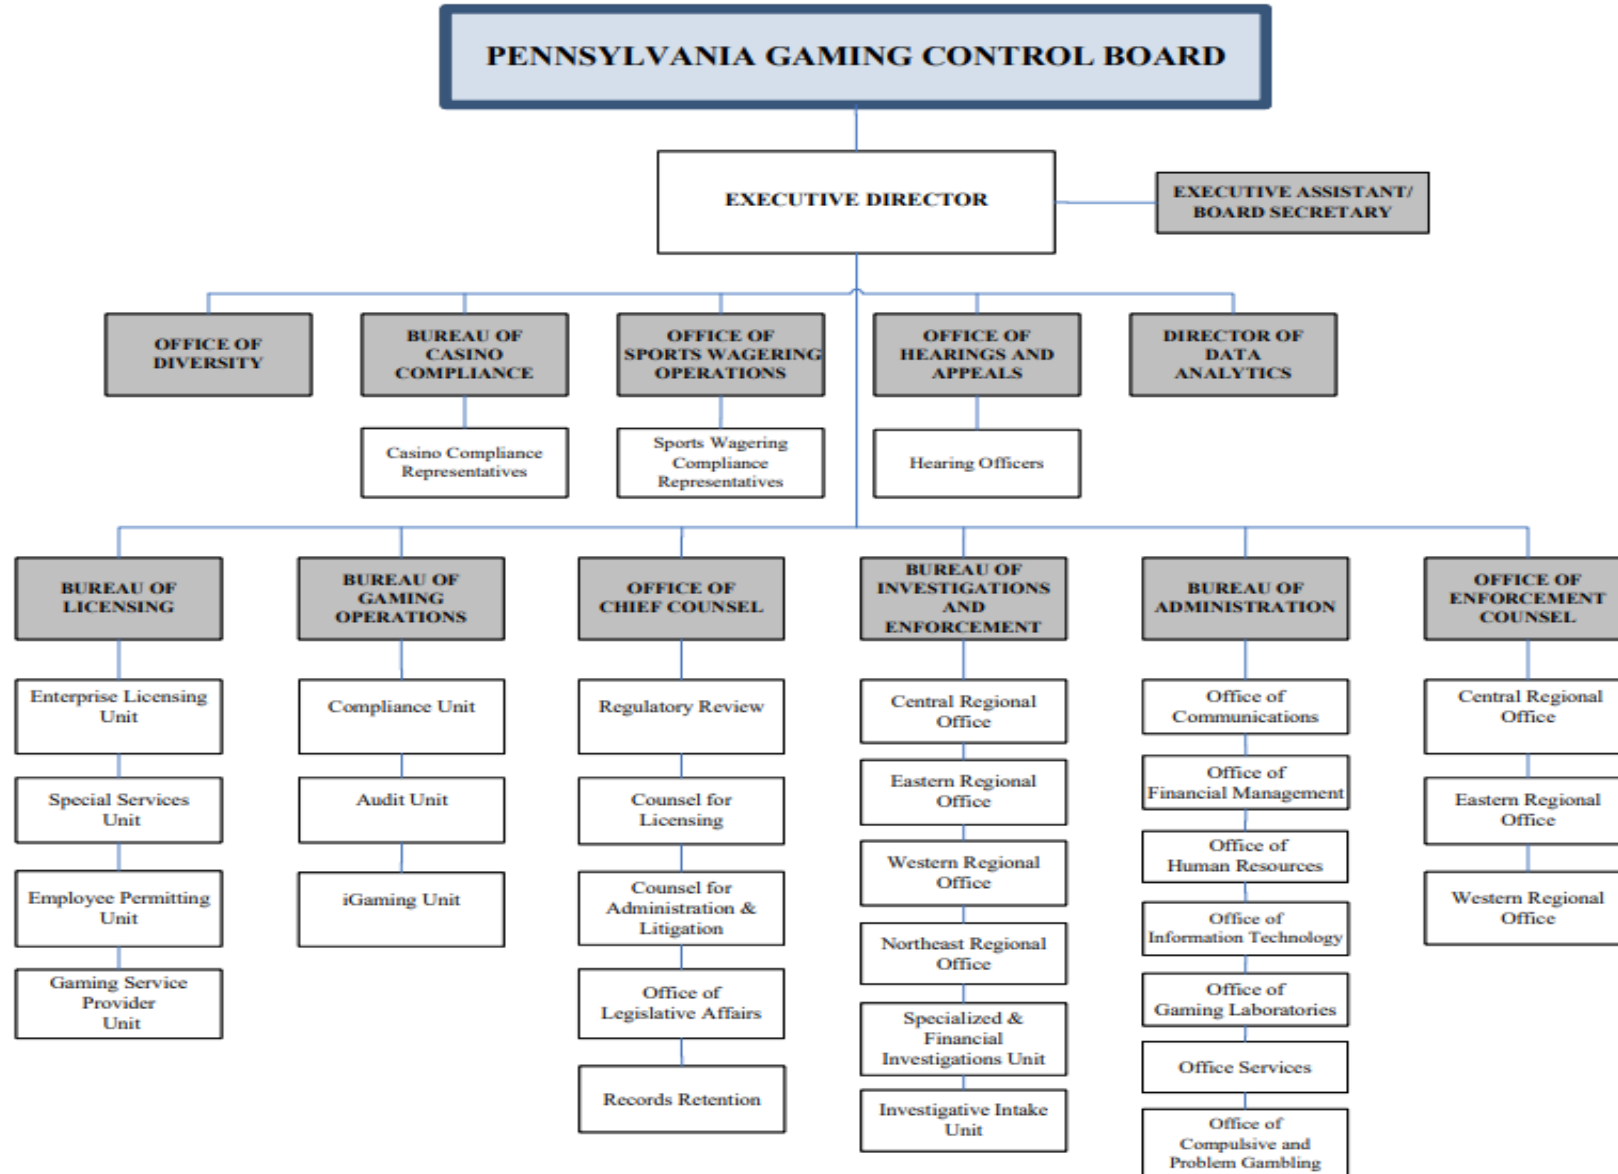 PENNSYLVANIA GAMING CONTROL BOARD
EXECUTIVE DIRECTOR
EXECUTIVE ASSISTANT/
BOARD SECRETARY
OFFICE OF
DIVERSITY
BUREAU OF
CASINO
COMPLIANCE
OFFICE OF
SPORTS WAGERING
OPERATIONS
OFFICE OF
HEARINGS AND
APPEALS
DIRECTOR OF
DATA
ANALYTICS
Casino Compliance
Representatives
Sports Wagering
Compliance
Representatives
Hearing Officers
BUREAU OF
LICENSING
BUREAU OF
GAMING
OPERATIONS
OFFICE OF
CHIEF COUNSEL
BUREAU OF
INVESTIGATIONS
AND
ENFORCEMENT
BUREAU OF
ADMINISTRATION
OFFICE OF
ENFORCEMENT
COUNSEL
Enterprise Licensing
Unit
Special Services
Unit
Employee Permitting
Unit
Gaming Service
Provider
Unit
Compliance Unit
Audit Unit
iGaming Unit
Regulatory Review
Counsel for
Licensing
Counsel for
Administration &
Litigation
Office of
Legislative Affairs
Records Retention
Central Regional
Office
Eastern Regional
Office
Western Regional
Office
Northeast Regional
Office
Specialized &
Financial
Investigations Unit
Investigative Intake
Unit
Office of
Communications
Office of
Financial Management
Office of
Human Resources
Office of
Information Technology
Office of
Gaming Laboratories
Office Services
Office of
Compulsive and
Problem Gambling
Central Regional
Office
Eastern Regional
Office
Western Regional
Office